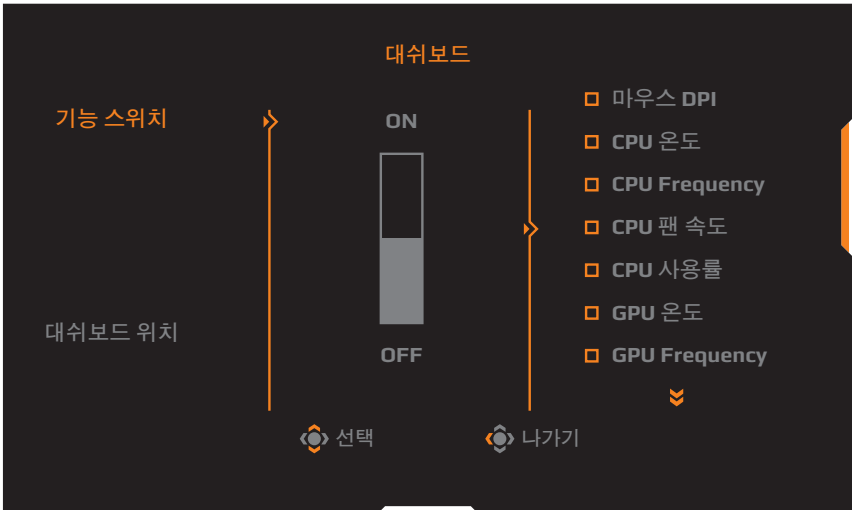 대쉬보드
기능 스위치
대쉬보드 위치
ON
OFF
마우스 DPI
CPU 온도
CPU Frequency
CPU 팬 속도
CPU 사용률
GPU 온도
GPU Frequency
선택
나가기